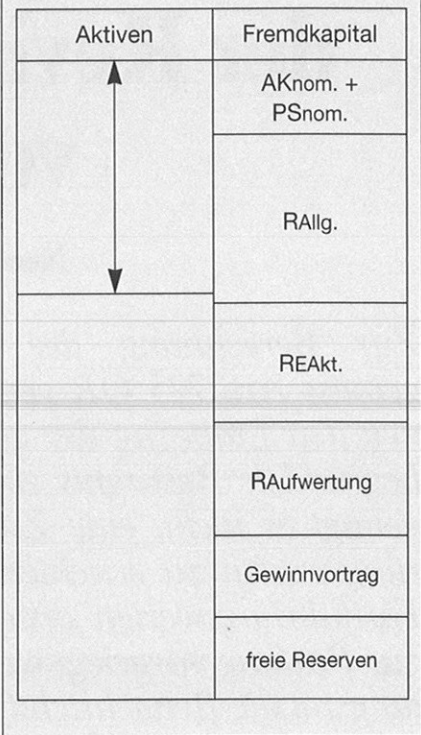 Aktiven
Fremdkapital
AKnom. +
PSnom.
RAllg.
REAkt.
RAufwertung
Gewinnvortrag
freie Reserven